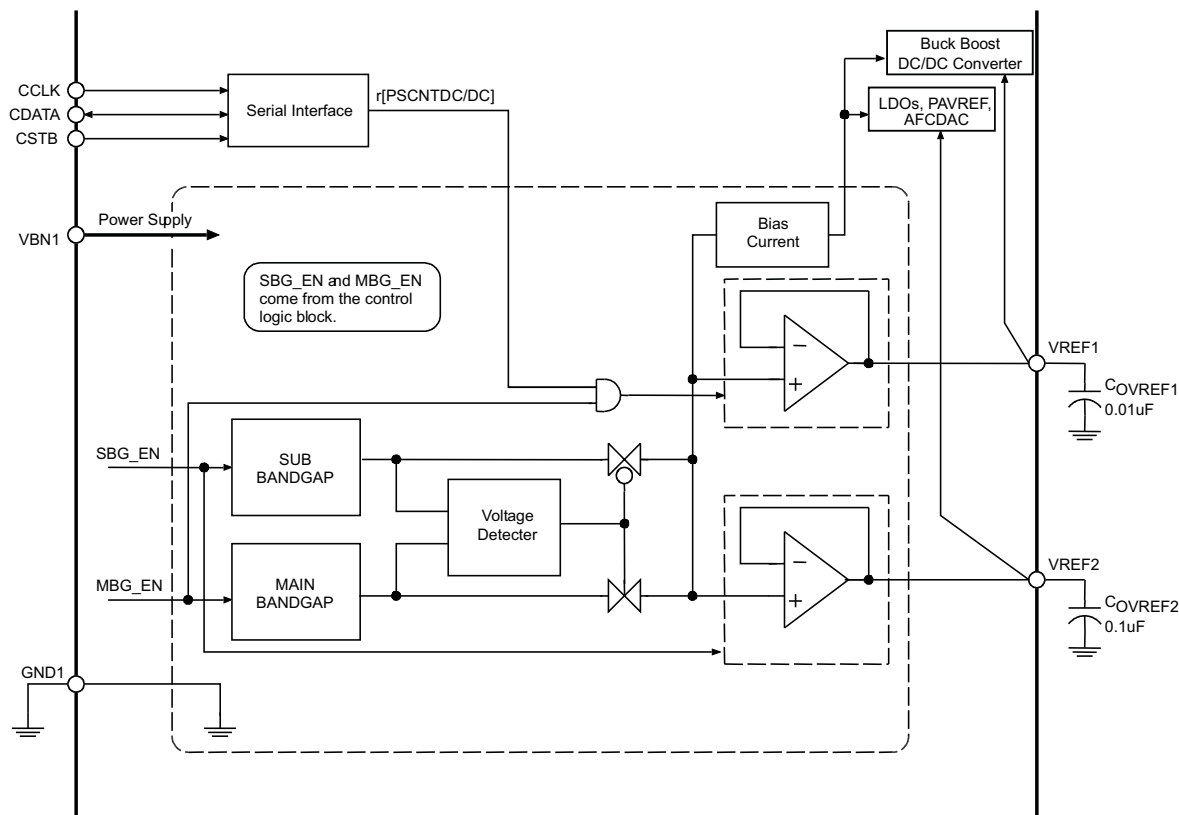 Buck Boost
DC/DC Converter
CCLK
CDATA
CSTB
Serial Interface
r[PSCNTDC/DC]
LDOs, PAVREF,
AFCDAC
VBN1
Power Supply
Bias
Current
SBG_EN and MBG_EN
come from the control
logic block.
−
+
VREF1
COVREF1
0.01uF
SBG_EN
SUB
BANDGAP
Voltage
Detecter
MBG_EN
MAIN
BANDGAP
−
+
VREF2
COVREF2
0.1uF
GND1